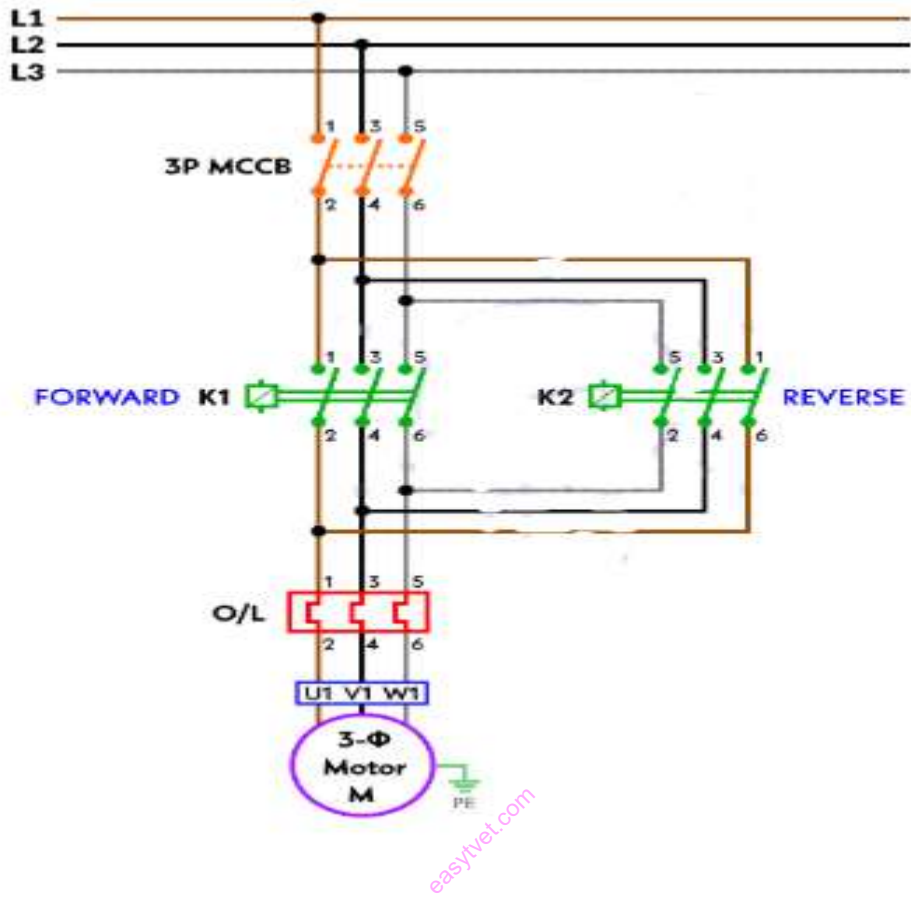 L1
L2
L3
1 3 5
3P MCCB
2 4 6
1 3 5
5 3 1
FORWARD K1
K2 REVERSE
2 4 6
2 4 6
1 3 5
O/L
2 4 6
U1 V1 W1
3-Φ
Motor
M
PE
easytvet.com